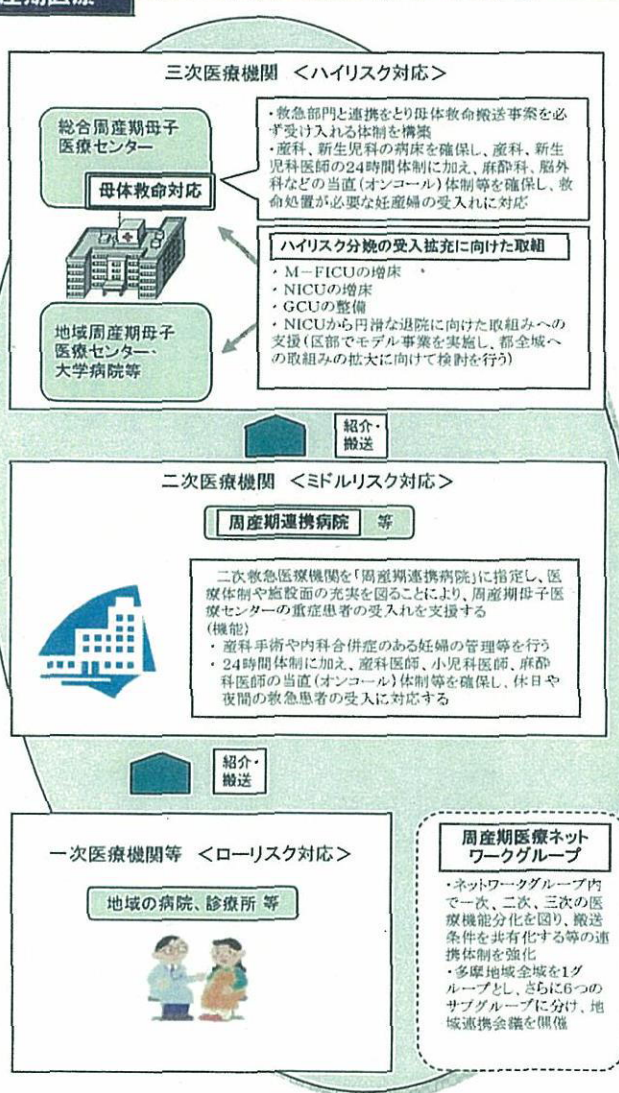 三次医療機関 ＜ハイリスク対応＞
総合周産期母子
医療センター
母体救命対応
・救急部門と連携をとり母体救命搬送事案を必
ず受け入れる体制を構築
・産科、新生児科の病床を確保し、産科、新生
児科医師の24時間体制に加え、麻酔科、脳外
科などの当直(オンコール)体制等を確保し、救
命処置が必要な妊産婦の受入れに対応
地域周産期母子
医療センター・
大学病院等
ハイリスク分娩の受入拡充に向けた取組
・M－FICUの増床
・NICUの増床
・GCUの整備
・NICUから円滑な退院に向けた取組みへの
支援(区部でモデル事業を実施し、都全域へ
の取組みの拡大に向けて検討を行う)
紹介・
搬送
二次医療機関 ＜ミドルリスク対応＞
周産期連携病院 等
二次救急医療機関を「周産期連携病院」に指定し、医
療体制や施設面の充実を図ることにより、周産期母子医
療センターの重症患者の受入れを支援する
(機能)
・産科手術や内科合併症のある妊婦の管理等を行う
・24時間体制に加え、産科医師、小児科医師、麻酔
科医師の当直(オンコール)体制等を確保し、休日や
夜間の救急患者の受入に対応する
紹介・
搬送
一次医療機関等 ＜ローリスク対応＞
地域の病院、診療所 等
周産期医療ネット
ワークグループ
・ネットワークグループ内
で一次、二次、三次の医
療機能分化を図り、搬送
条件を共有化する等の連
携体制を強化
・多摩地域全域を1グ
ループとし、さらに6つの
サブグループに分け、地
域連携会議を開催